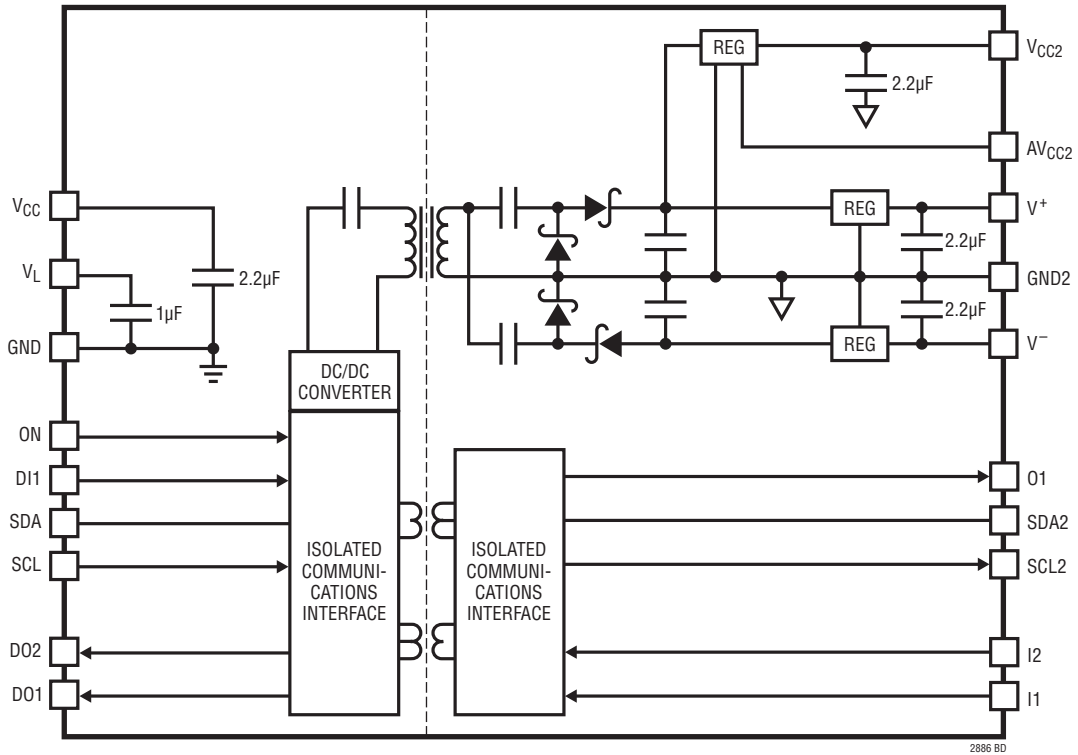 REG
VCC2
2.2µF
AVCC2
VCC
REG
V+
2.2µF
VL
2.2µF
GND2
1µF
2.2µF
GND
REG
V–
DC/DC
CONVERTER
ON
DI1
O1
SDA
SDA2
SCL
SCL2
ISOLATED
COMMUNI-
CATIONS
INTERFACE
ISOLATED
COMMUNI-
CATIONS
INTERFACE
DO2
I2
DO1
I1
2886 BD